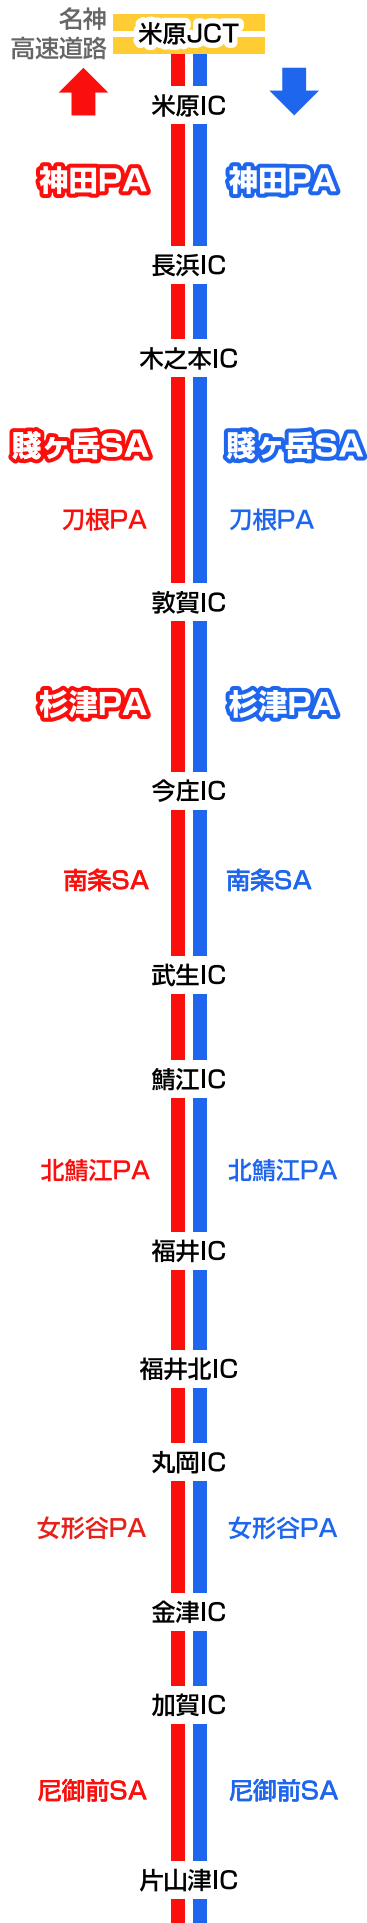 名神
高速道路
米原JCT
米原IC
神田PA 神田PA
長浜IC
木之本IC
賤ヶ岳SA 賤ヶ岳SA
刀根PA 刀根PA
敦賀IC
杉津PA 杉津PA
今庄IC
南条SA 南条SA
武生IC
鯖江IC
北鯖江PA 北鯖江PA
福井IC
福井北IC
丸岡IC
女形谷PA 女形谷PA
金津IC
加賀IC
尼御前SA 尼御前SA
片山津IC